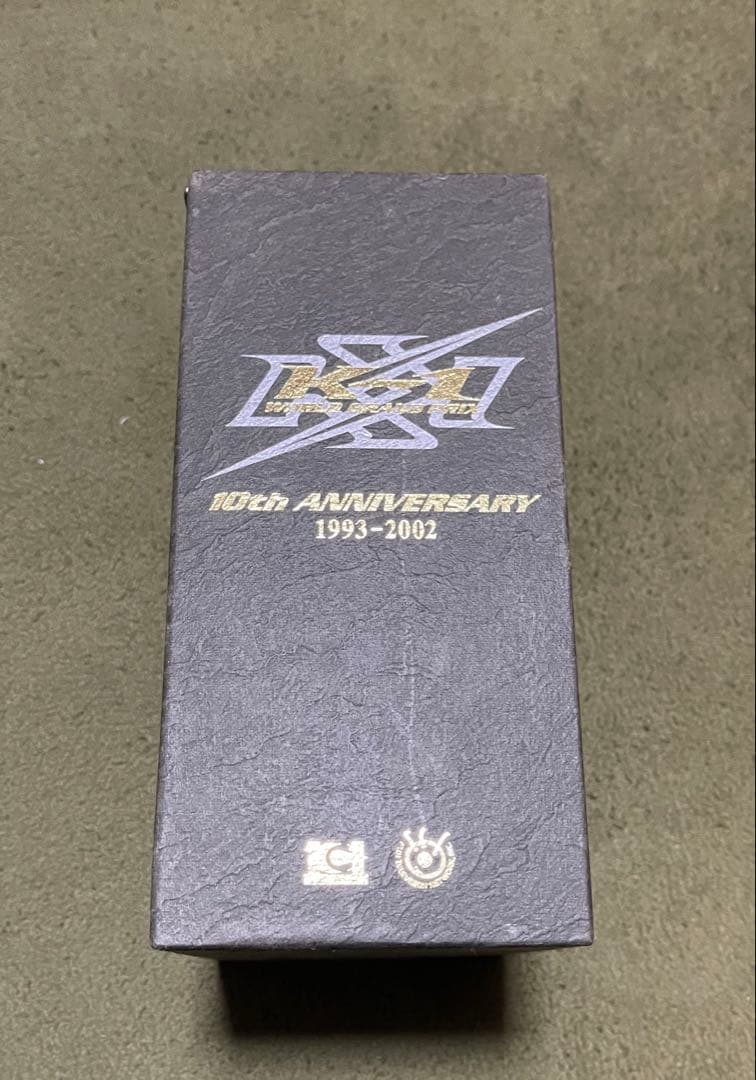 K-1
WORLD GRAND PRIX
10th ANNIVERSARY
1993-2002